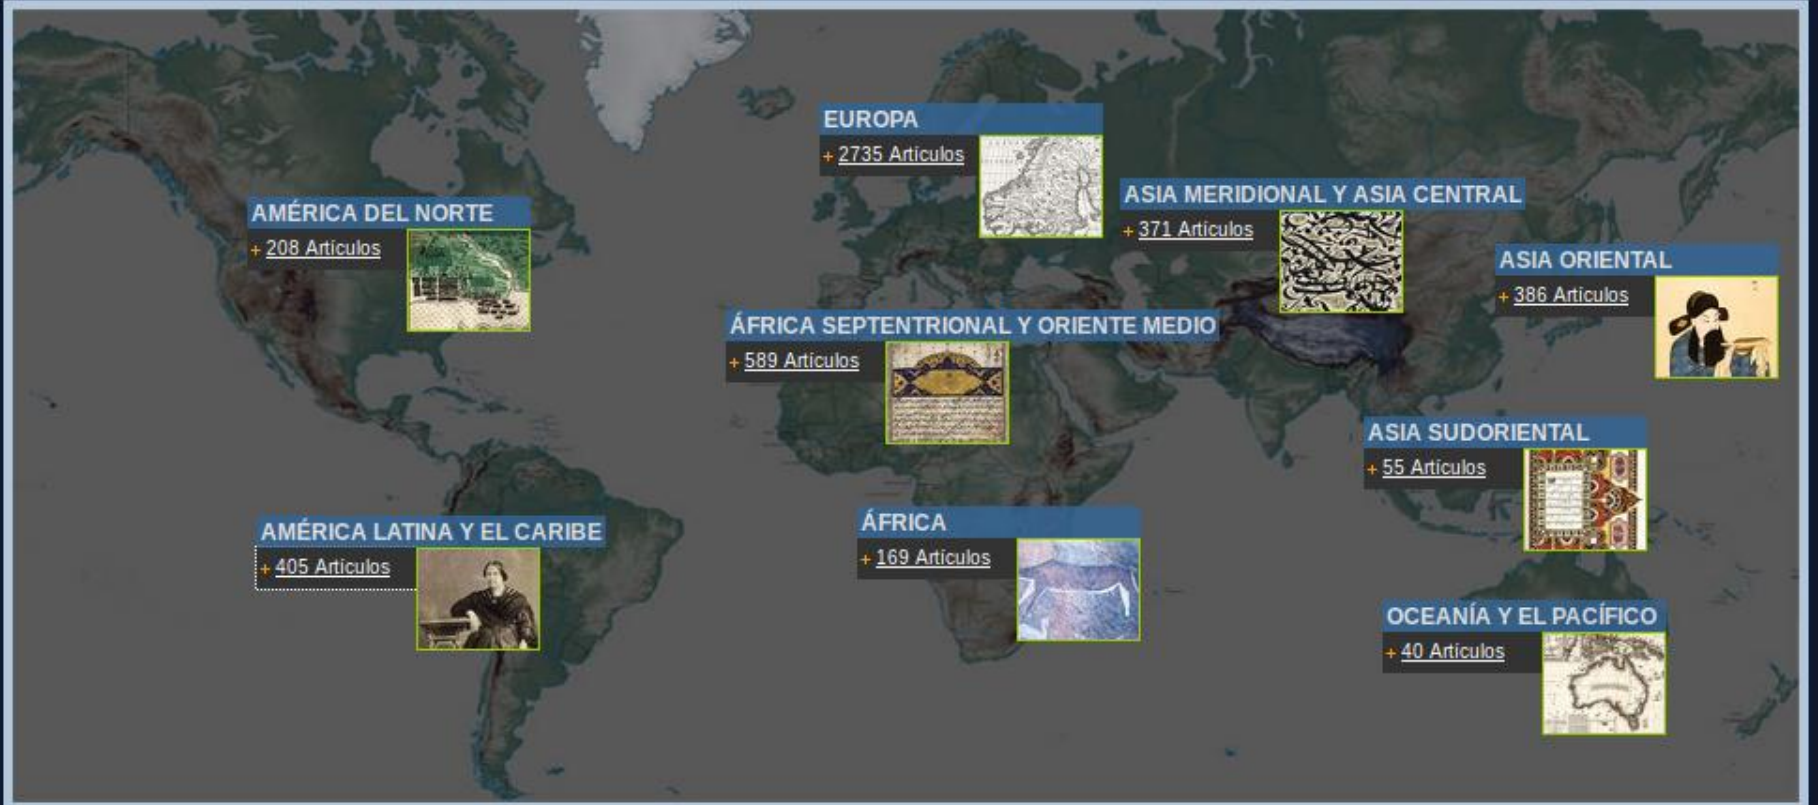 EUROPA
+ 2735 Artículos
ASIA MERIDIONAL Y ASIA CENTRAL
+ 371 Artículos
AMÉRICA DEL NORTE
+ 208 Artículos
ASIA ORIENTAL
+ 386 Artículos
ÁFRICA SEPTENTRIONAL Y ORIENTE MEDIO
+ 589 Artículos
ASIA SUDORIENTAL
+ 55 Artículos
AMÉRICA LATINA Y EL CARIBE
+ 405 Artículos
ÁFRICA
+ 169 Artículos
OCEANÍA Y EL PACÍFICO
+ 40 Artículos